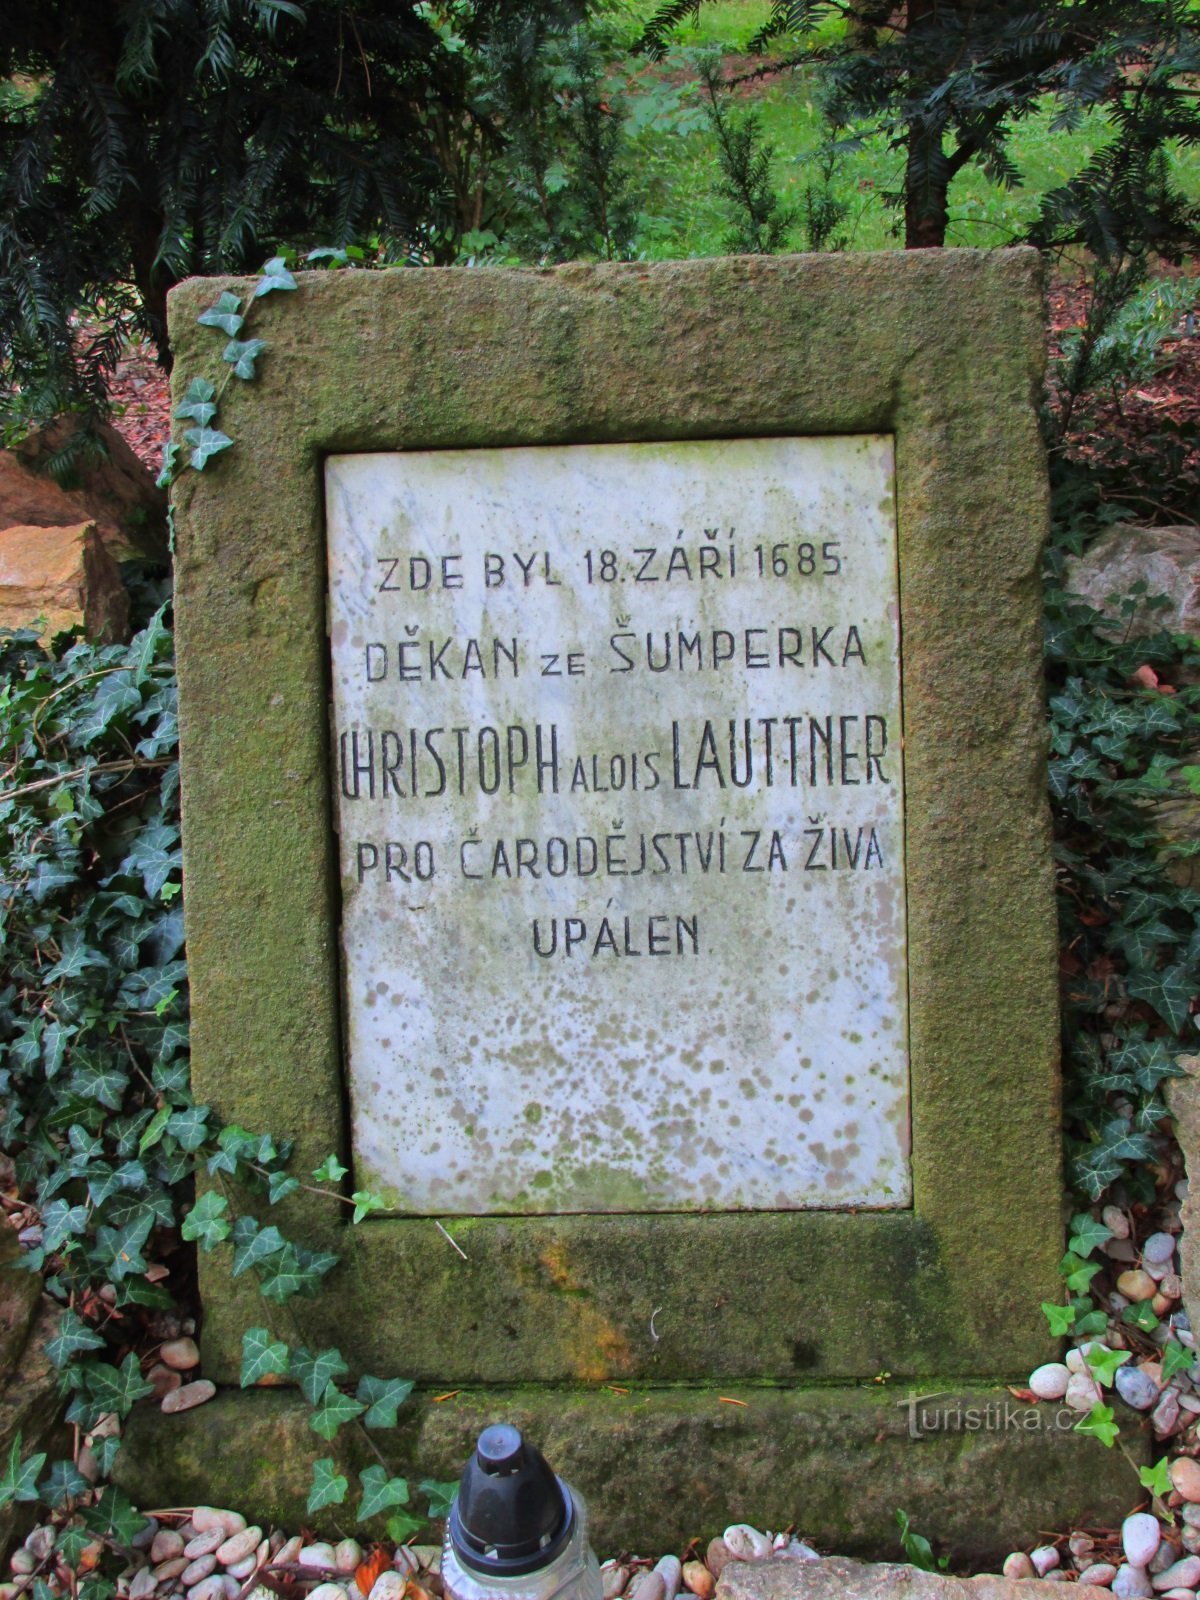 ZDE BYL 18. ZÁŘÍ 1685
DĚKAN ZE ŠUMPERKA
CHRISTOPH ALOIS LAUTTNER
PRO ČARODĚJSTVÍ ZA ŽIVA
UPÁLEN
Turistika.cz